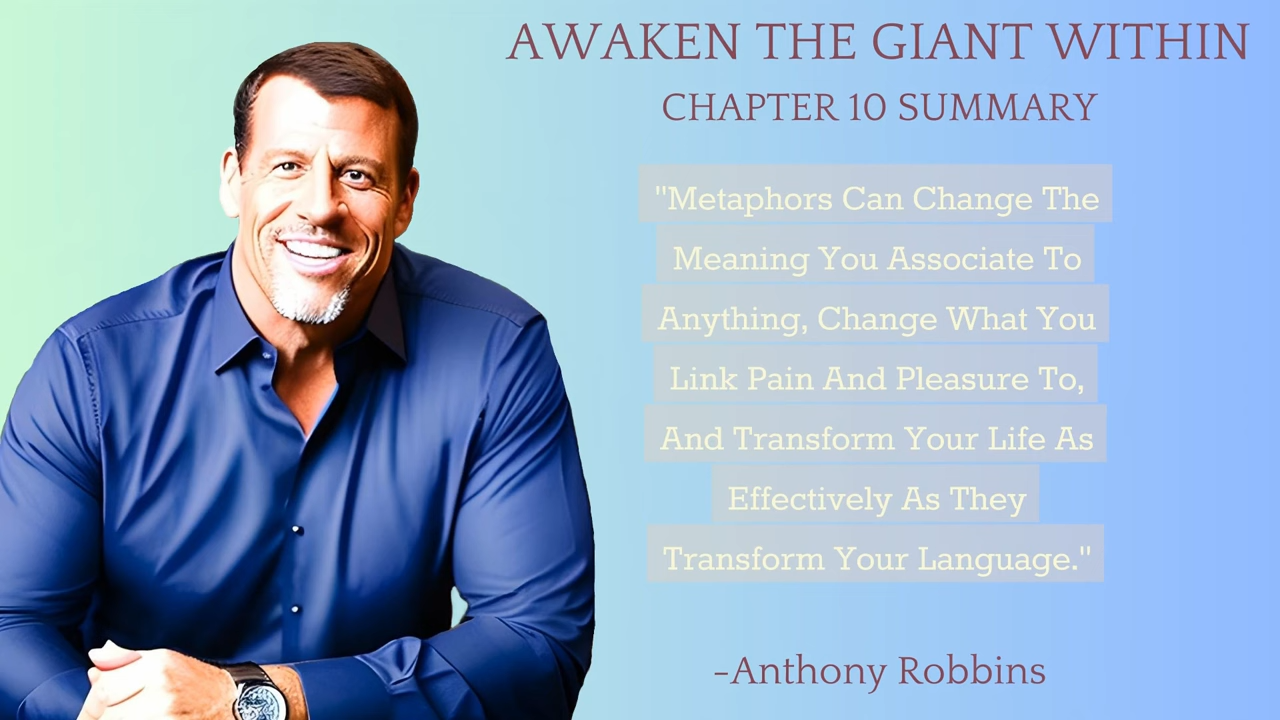 AWAKEN THE GIANT WITHIN
CHAPTER 10 SUMMARY
"Metaphors Can Change The
Meaning You Associate To
Anything, Change What You
Link Pain And Pleasure To,
And Transform Your Life As
Effectively As They
Transform Your Language."
-Anthony Robbins